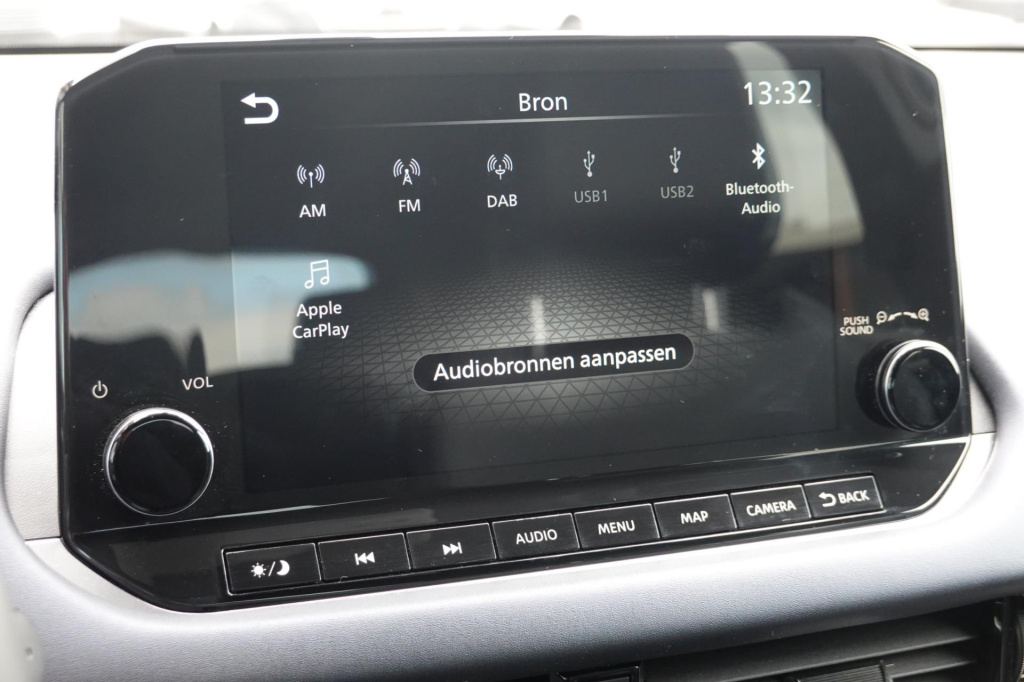 Bron
13:32
AM
FM
DAB
USB1
USB2
Bluetooth-
Audio
Apple
CarPlay
Audiobronnen aanpassen
PUSH
SOUND
VOL
AUDIO
MENU
MAP
CAMERA
BACK